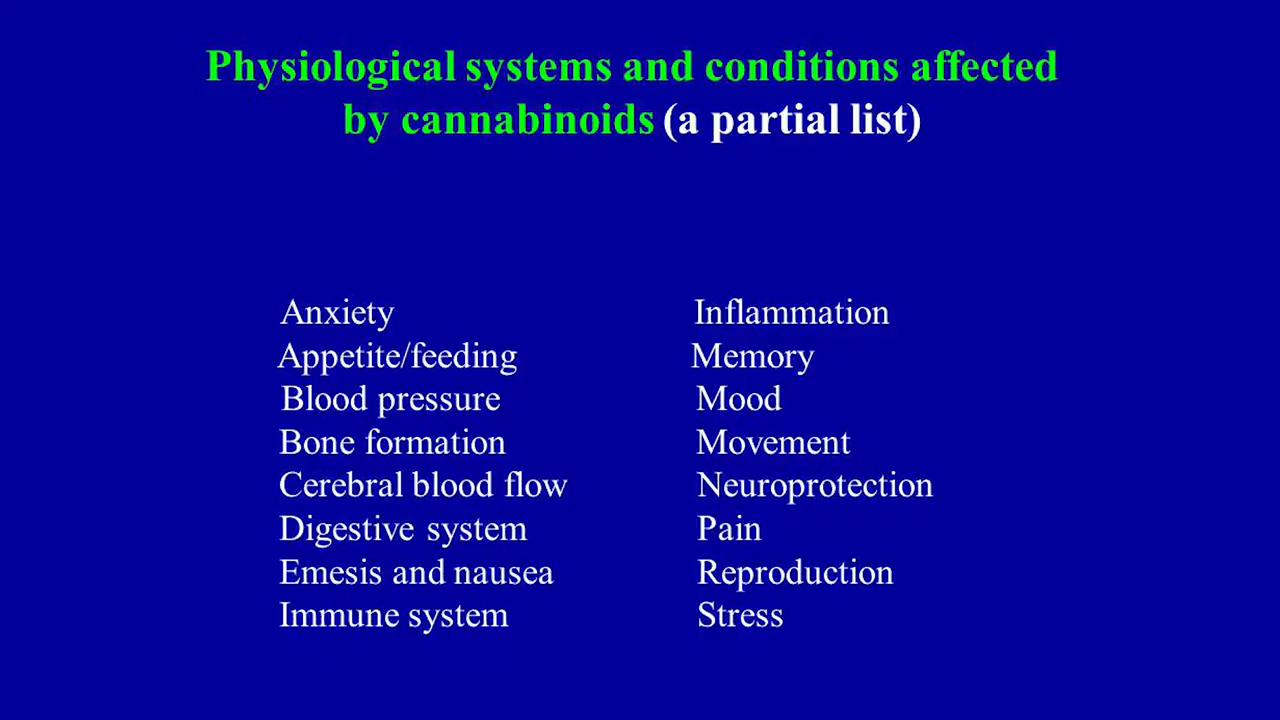 Physiological systems and conditions affected
by cannabinoids (a partial list)
Anxiety
Appetite/feeding
Blood pressure
Bone formation
Cerebral blood flow
Digestive system
Emesis and nausea
Immune system
Inflammation
Memory
Mood
Movement
Neuroprotection
Pain
Reproduction
Stress